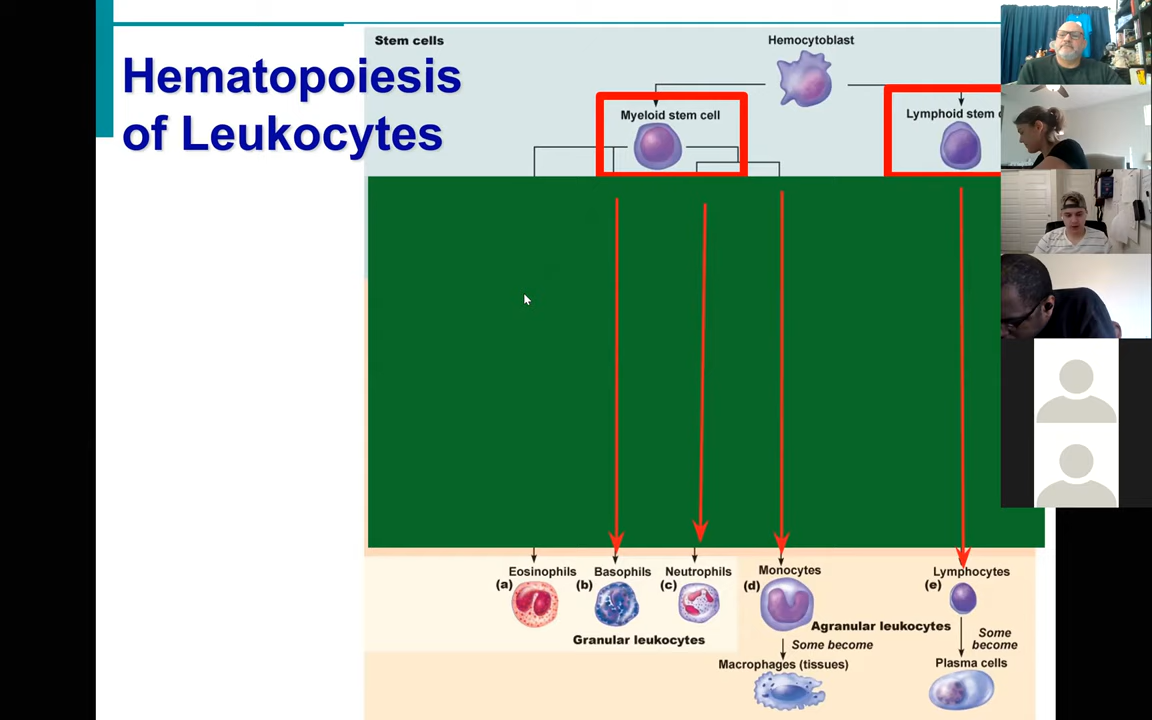 Hematopoiesis
of Leukocytes
Stem cells
Hemocytoblast
Myeloid stem cell
Lymphoid stem
Eosinophils
(a)
Basophils
(b)
Neutrophils
(c)
Monocytes
(d)
Lymphocytes
(e)
Granular leukocytes
Agranular leukocytes
Some become
Some
become
Macrophages (tissues)
Plasma cells